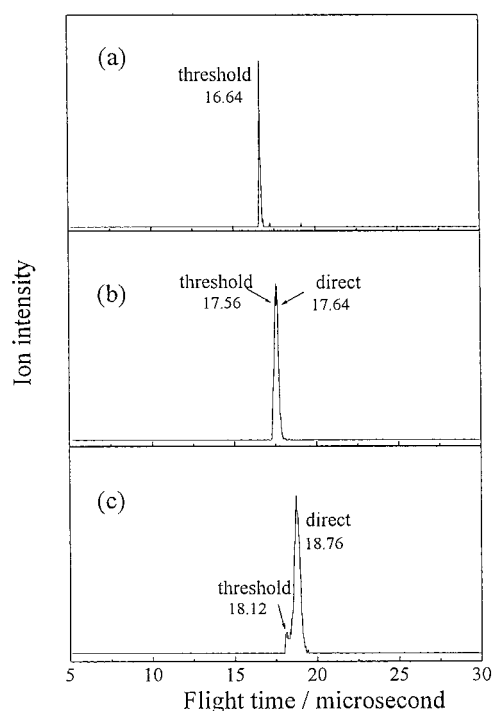 (a)
threshold
16.64
(b)
threshold direct
17.56 17.64
(c)
direct
18.76
threshold
18.12
Ion intensity
5 10 15 20 25 30
Flight time / microsecond